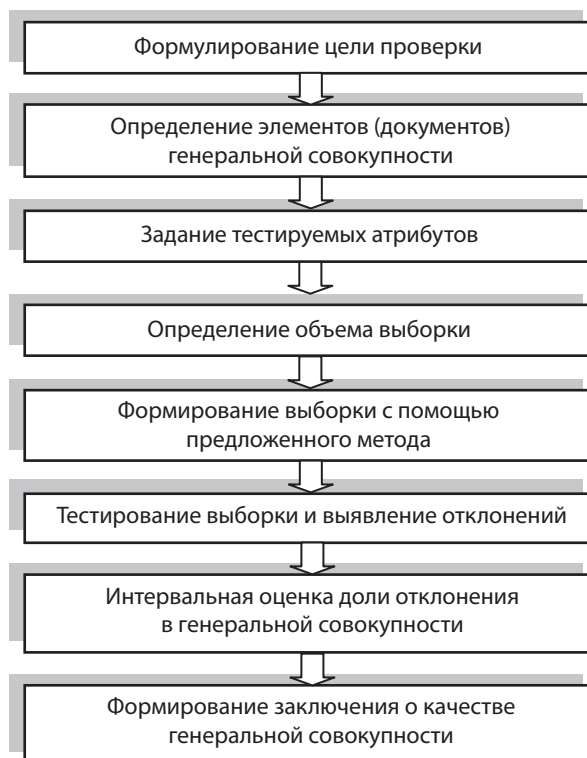 Формулирование цели проверки
Определение элементов (документов)
генеральной совокупности
Задание тестируемых атрибутов
Определение объема выборки
Формирование выборки с помощью
предложенного метода
Тестирование выборки и выявление отклонений
Интервальная оценка доли отклонения
в генеральной совокупности
Формирование заключения о качестве
генеральной совокупности